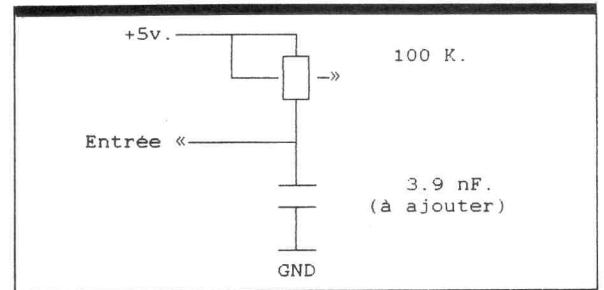 +5v.
100 K.
–»
Entrée «
3.9 nF.
(à ajouter)
GND